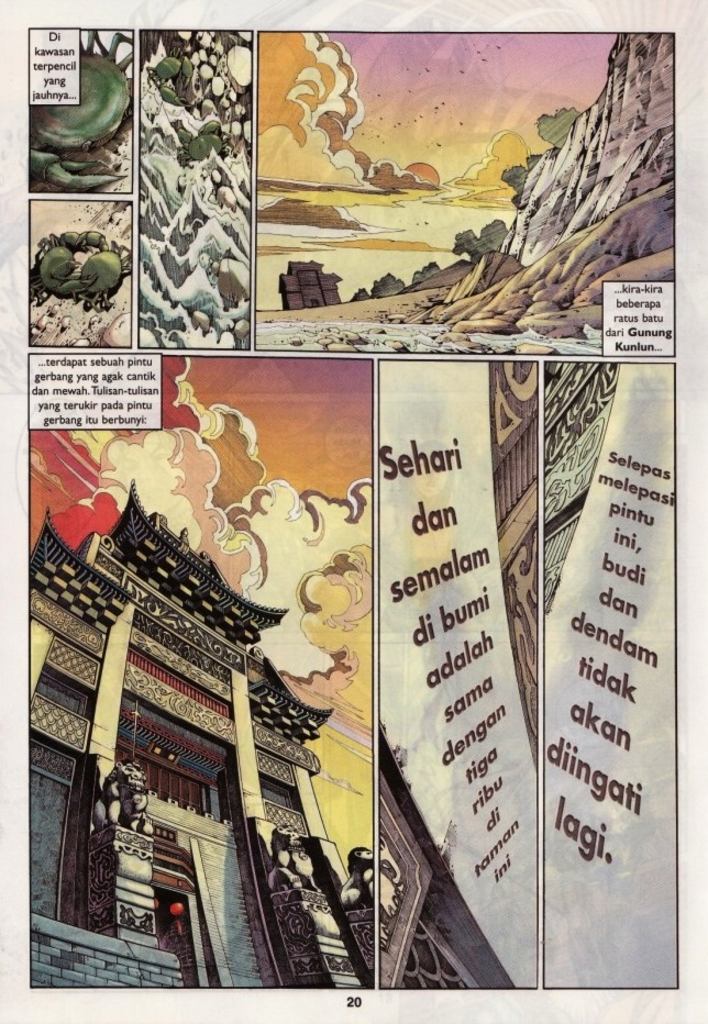 Di
kawasan
terpencil
yang
jauhnya...
...kira-kira
beberapa
ratus batu
dari Gunung
Kunlun...
...terdapat sebuah pintu
gerbang yang agak cantik
dan mewah. Tulisan-tulisan
yang terukir pada pintu
gerbang itu berbunyi:
Sehari
dan
semalam
di bumi
adalah
sama
dengan
tiga
ribu
di
taman
ini
Selepas
melepasi
pintu
ini,
budi
dan
dendam
tidak
akan
diingati
lagi.
20